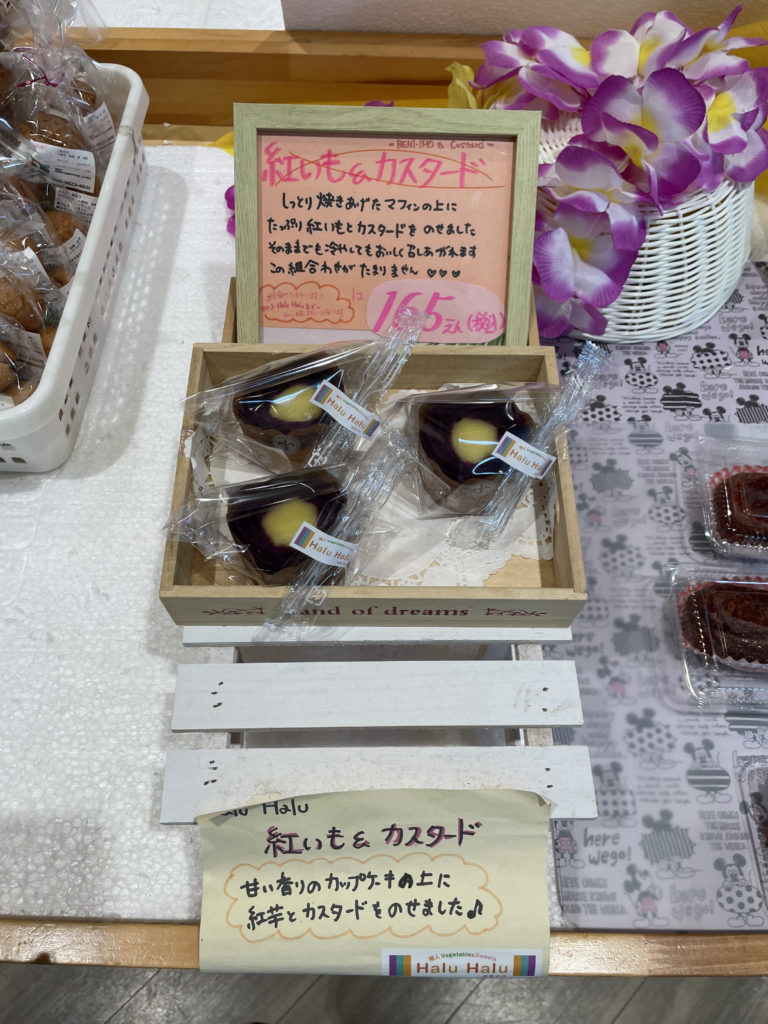 BENI-IMO & Costard
紅いも&カスタード
しっとり焼きあげたマフィンの上に
たっぷり紅いもとカスタードをのせました
そのままでも冷やしてもおいしく召しあがれます
この組合わせがたまりません♡♡♡
1コ
165えん(税込)
Halu Halu
Halu Halu
Halu Halu
and of dreams
Halu
紅いも&カスタード
甘い香りのカップケーキの上に
紅芋とカスタードをのせました♪
Vegetable&Sweets
Halu Halu
here
we go!